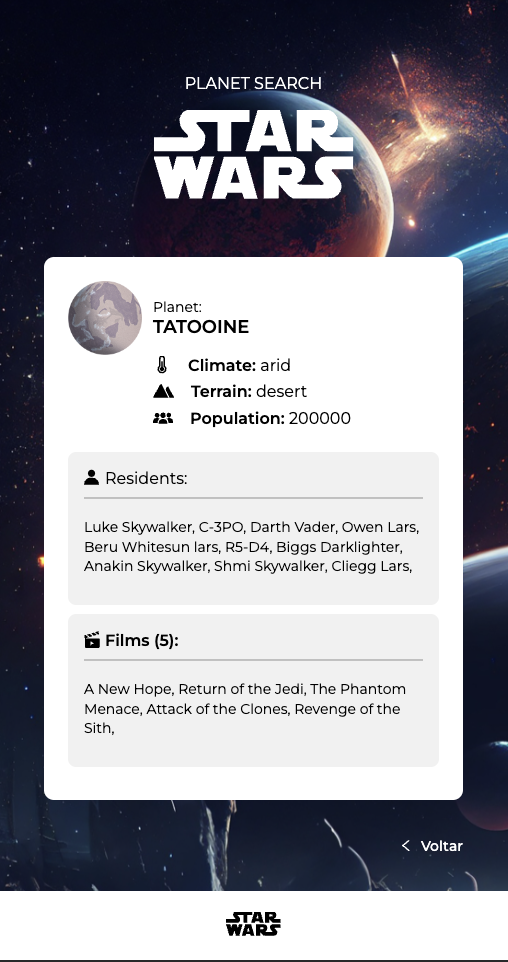 PLANET SEARCH
STAR
WARS
Planet:
TATOOINE
Climate: arid
Terrain: desert
Population: 200000
Residents:
Luke Skywalker, C-3PO, Darth Vader, Owen Lars,
Beru Whitesun lars, R5-D4, Biggs Darklighter,
Anakin Skywalker, Shmi Skywalker, Cliegg Lars,
Films (5):
A New Hope, Return of the Jedi, The Phantom
Menace, Attack of the Clones, Revenge of the
Sith,
Voltar
STAR
WARS